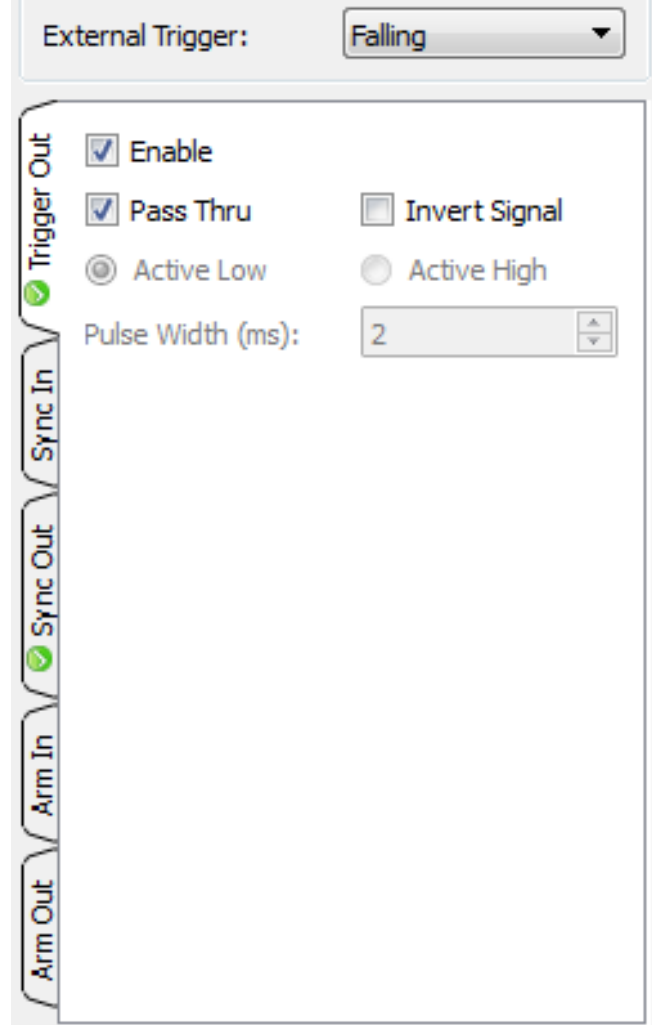 External Trigger: Falling
Trigger Out
Enable
Pass Thru Invert Signal
Active Low Active High
Pulse Width (ms): 2
Sync In
Sync Out
Arm In
Arm Out